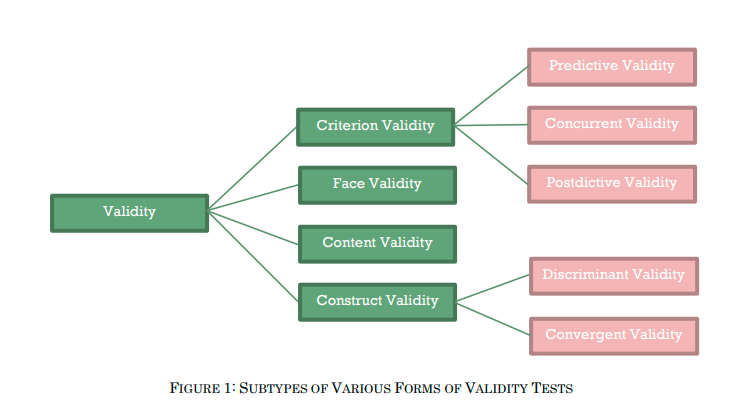 Validity
Criterion Validity
Face Validity
Content Validity
Construct Validity
Predictive Validity
Concurrent Validity
Postdictive Validity
Discriminant Validity
Convergent Validity
FIGURE 1: SUBTYPES OF VARIOUS FORMS OF VALIDITY TESTS